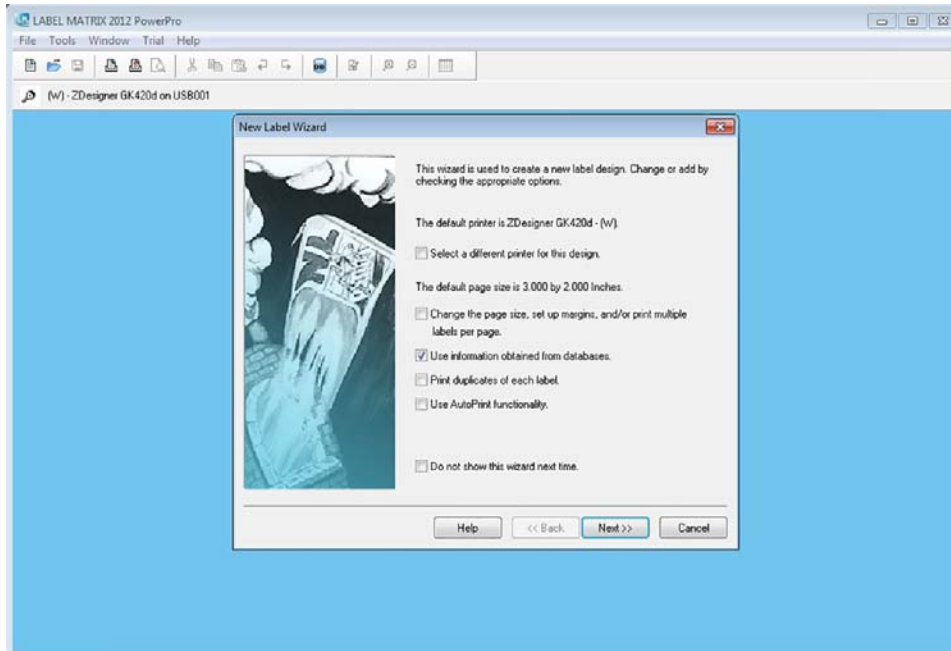 LABEL MATRIX 2012 PowerPro
File Tools Window Trial Help
(W) - ZDesigner GK420d on USB001
New Label Wizard
This wizard is used to create a new label design. Change or add by
checking the appropriate options.
The default printer is ZDesigner GK420d - (W).
Select a different printer for this design.
The default page size is 3.000 by 2.000 Inches.
Change the page size, set up margins, and/or print multiple
labels per page.
Use information obtained from databases.
Print duplicates of each label.
Use AutoPrint functionality.
Do not show this wizard next time.
Help << Back Next >> Cancel